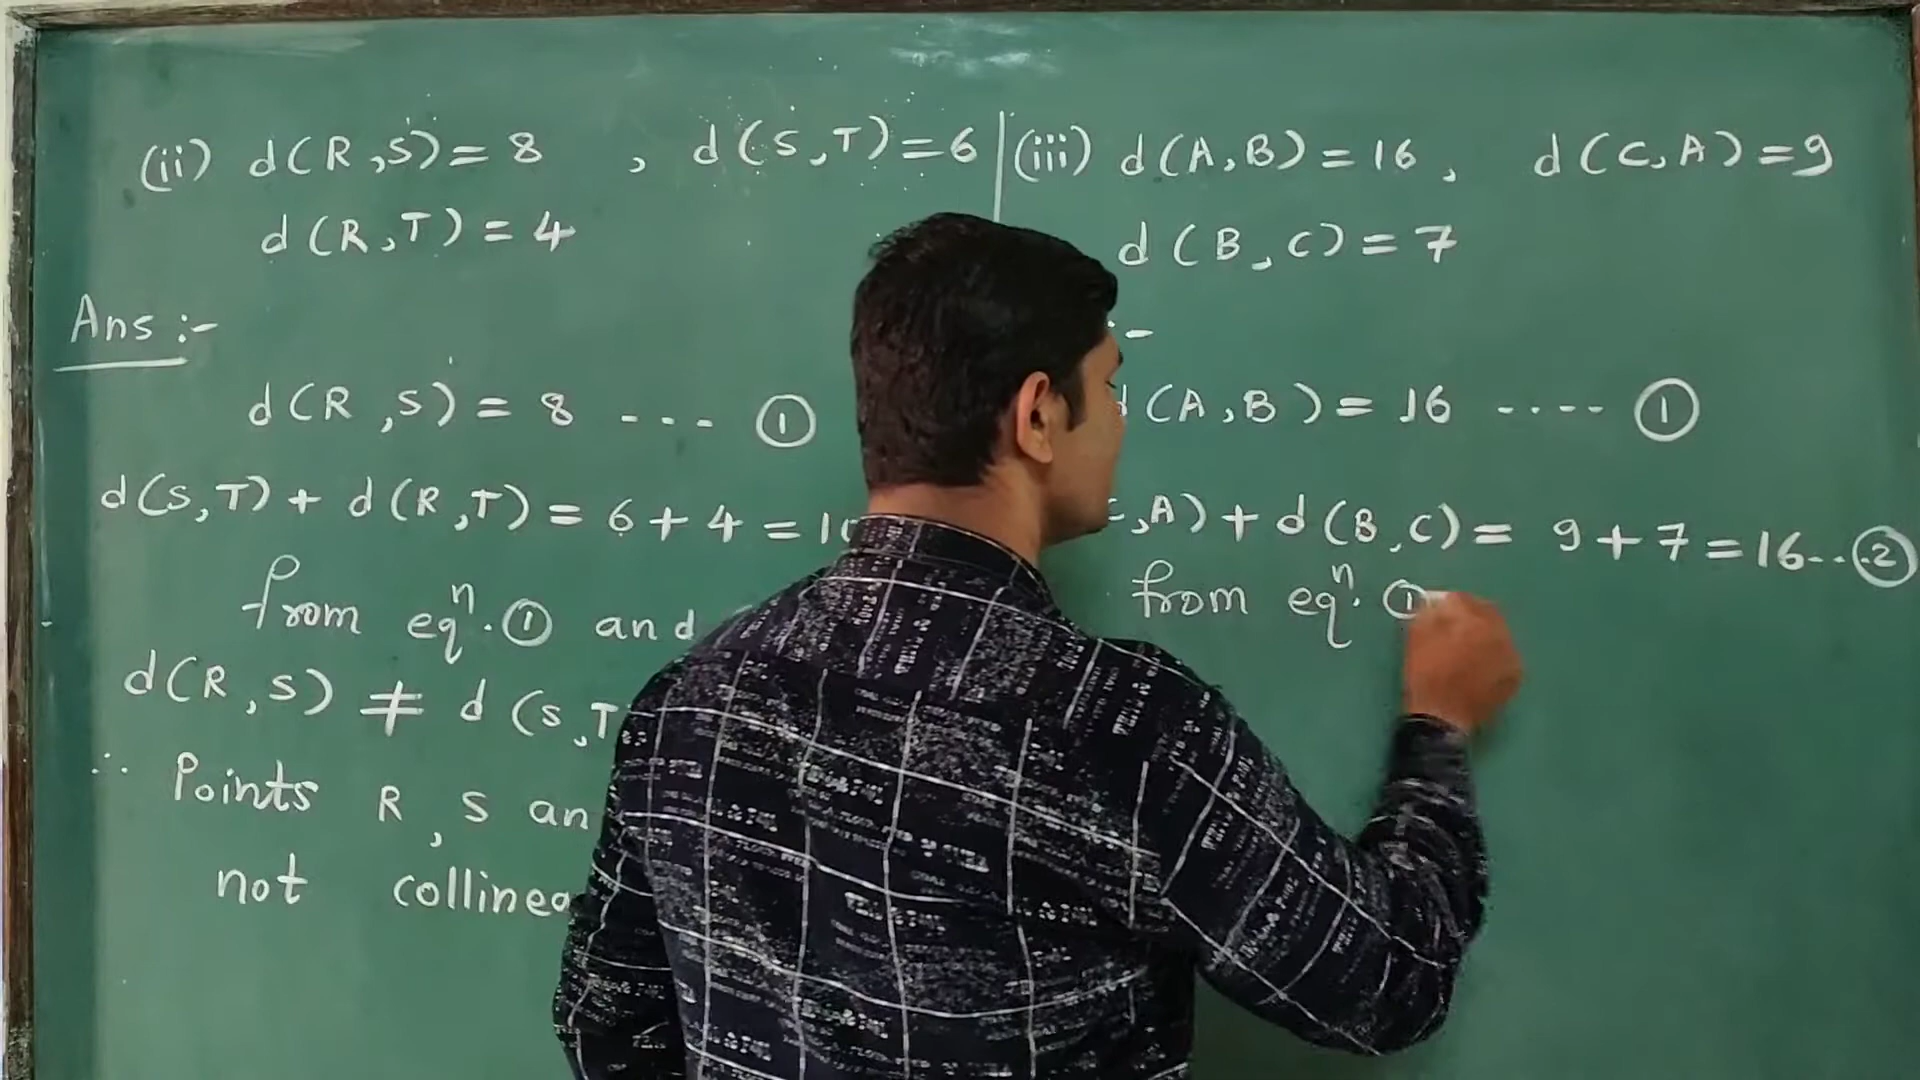 (ii) d(R,S) = 8 , d(S,T) = 6
d(R,T) = 4
Ans :-
d(R,S) = 8 --- ①
d(S,T) + d(R,T) = 6 + 4 = 10
from eqⁿ. ① and
d(R,S) ≠ d(S,T
∴ Points R, S an
not collinea
(iii) d(A,B) = 16 , d(C,A) = 9
d(B,C) = 7
:-
d(A,B) = 16 ---- ①
,A) + d(B,C) = 9 + 7 = 16... ②
from eqⁿ. ①